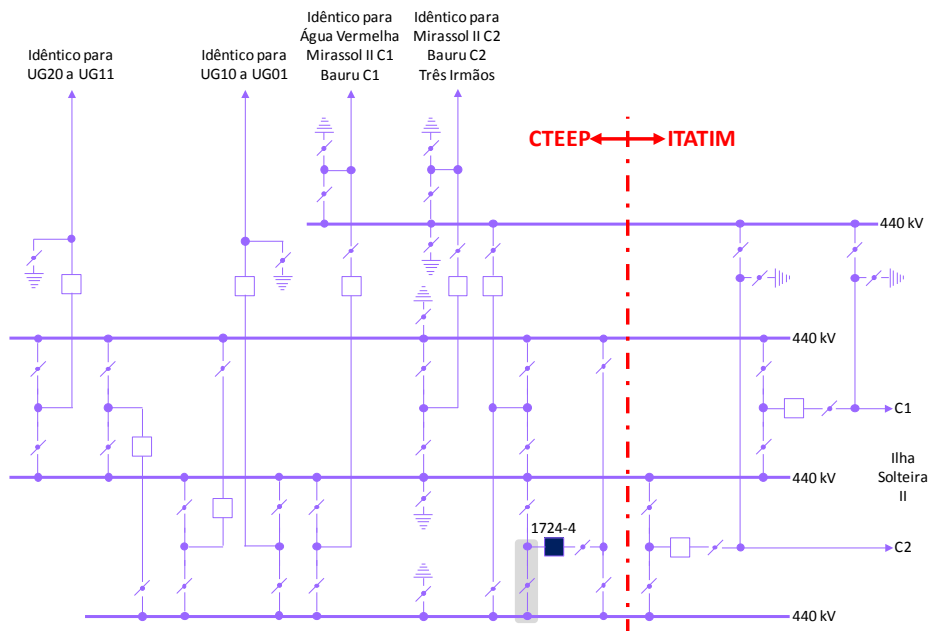 Idêntico para
UG20 a UG11
Idêntico para
UG10 a UG01
Idêntico para
Água Vermelha
Mirassol II C1
Bauru C1
Idêntico para
Mirassol II C2
Bauru C2
Três Irmãos
CTEEP
ITATIM
440 kV
440 kV
C1
Ilha
Solteira
II
440 kV
1724-4
C2
440 kV